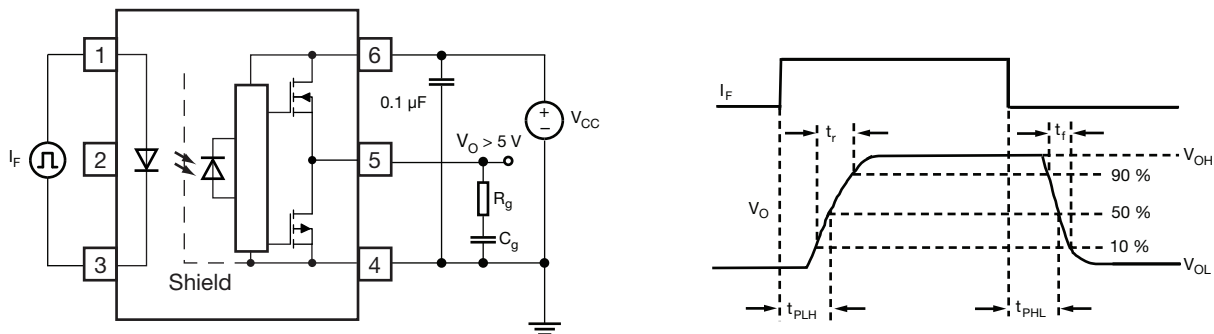 1
6
0.1 µF
V_CC
V_O > 5 V
I_F
2
5
R_g
C_g
3
4
Shield
I_F
t_r
t_f
V_OH
90 %
V_O
50 %
10 %
V_OL
t_PLH
t_PHL